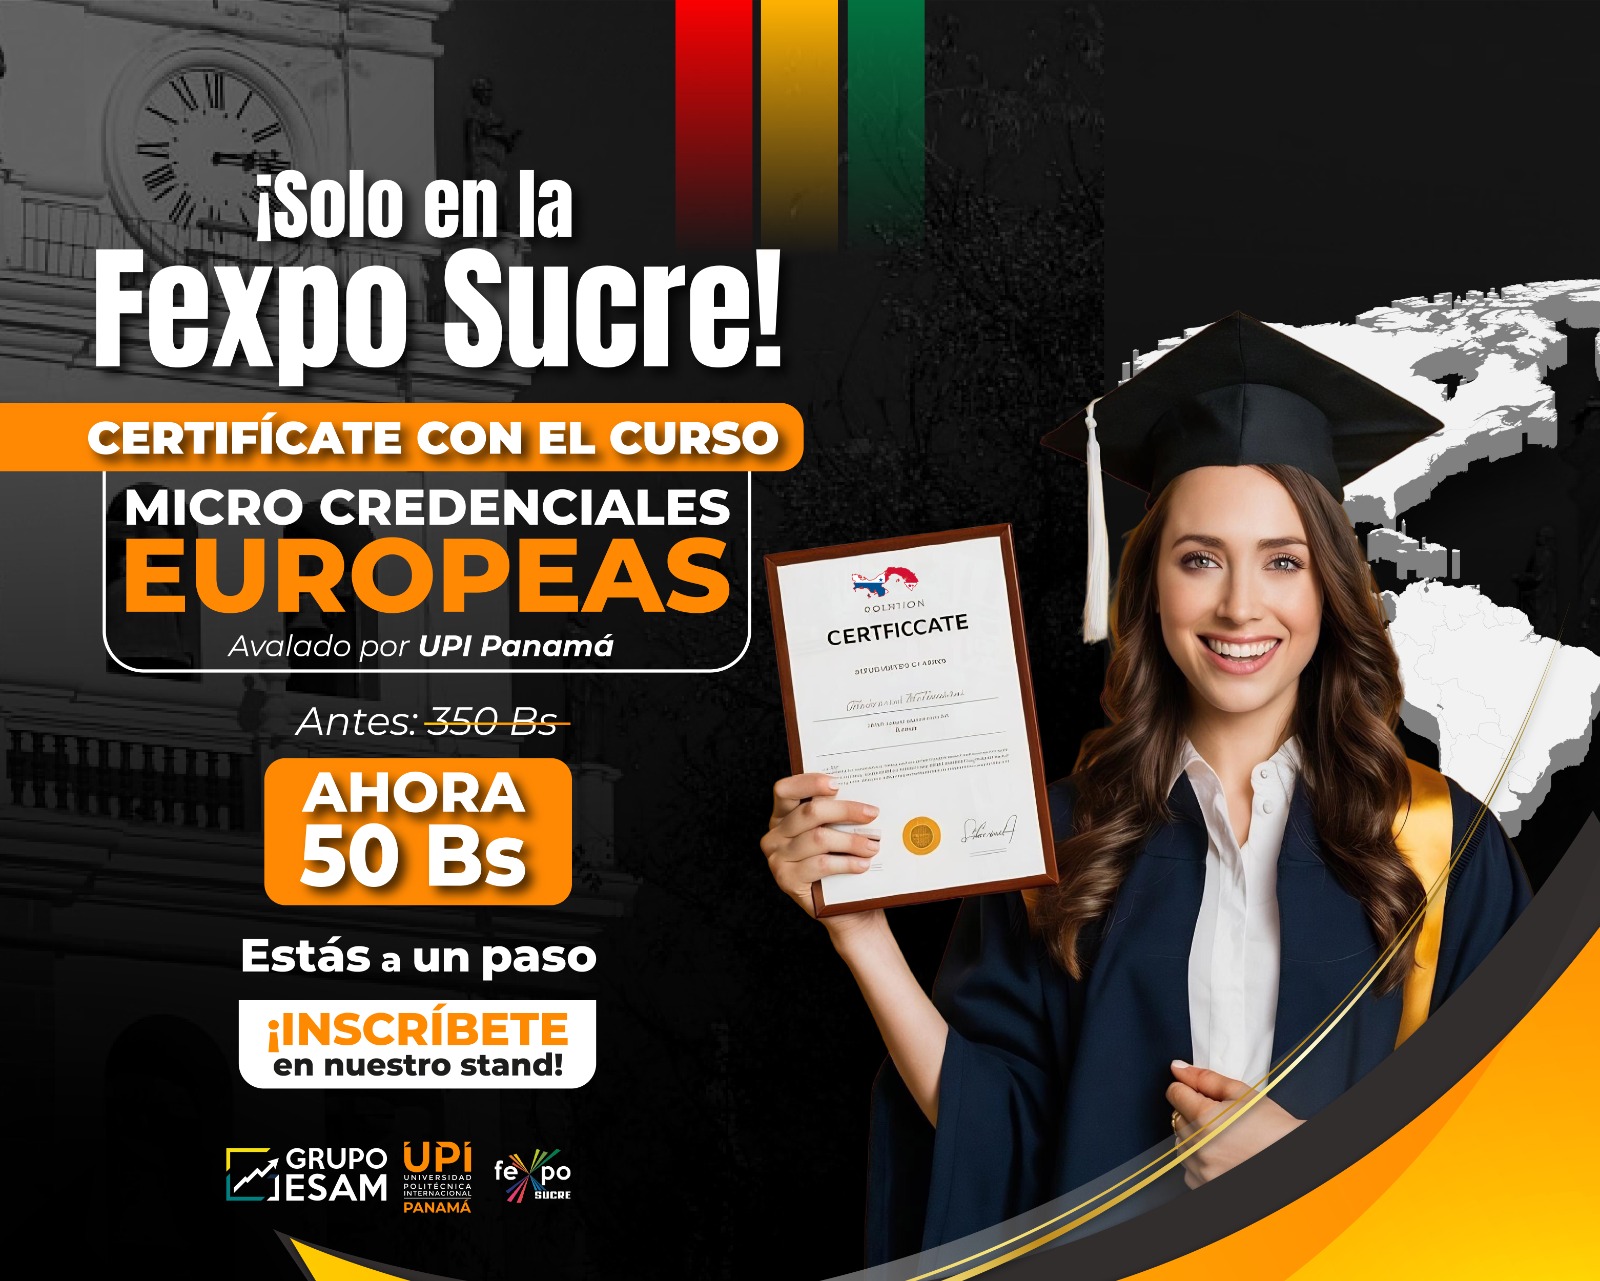 ¡Solo en la
Fexpo Sucre!
CERTIFÍCATE CON EL CURSO
MICRO CREDENCIALES
EUROPEAS
Avalado por UPI Panamá
Antes: 350 Bs
AHORA
50 Bs
Estás a un paso
¡INSCRÍBETE
en nuestro stand!
CERTFICCATE
GRUPO
ESAM
UPI
UNIVERSIDAD
POLITÉCNICA
INTERNACIONAL
PANAMÁ
fexpo
SUCRE